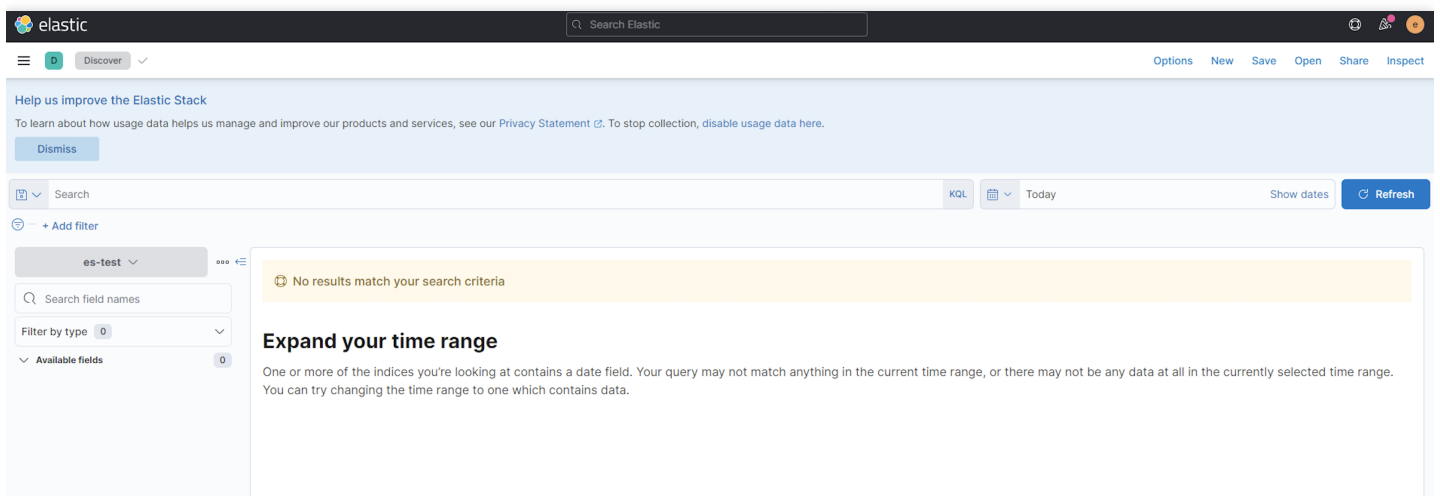 elastic
Search Elastic
e
D
Discover
Options New Save Open Share Inspect
Help us improve the Elastic Stack
To learn about how usage data helps us manage and improve our products and services, see our Privacy Statement. To stop collection, disable usage data here.
Dismiss
Search
KQL
Today
Show dates
Refresh
+ Add filter
es-test
Search field names
Filter by type 0
Available fields 0
No results match your search criteria
Expand your time range
One or more of the indices you're looking at contains a date field. Your query may not match anything in the current time range, or there may not be any data at all in the currently selected time range.
You can try changing the time range to one which contains data.